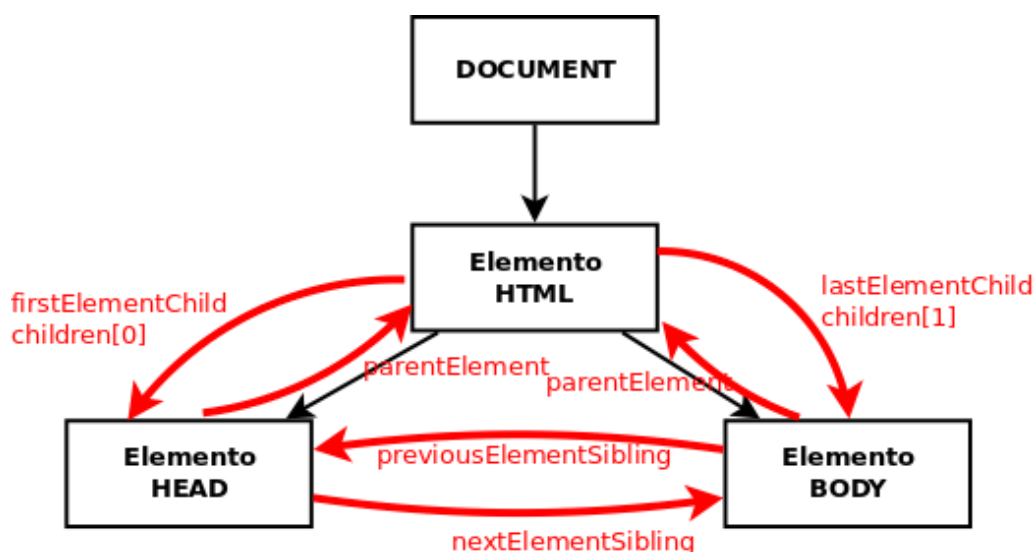 DOCUMENT
Elemento
HTML
firstElementChild
children[0]
lastElementChild
children[1]
parentElement
parentElement
Elemento
HEAD
previousElementSibling
Elemento
BODY
nextElementSibling